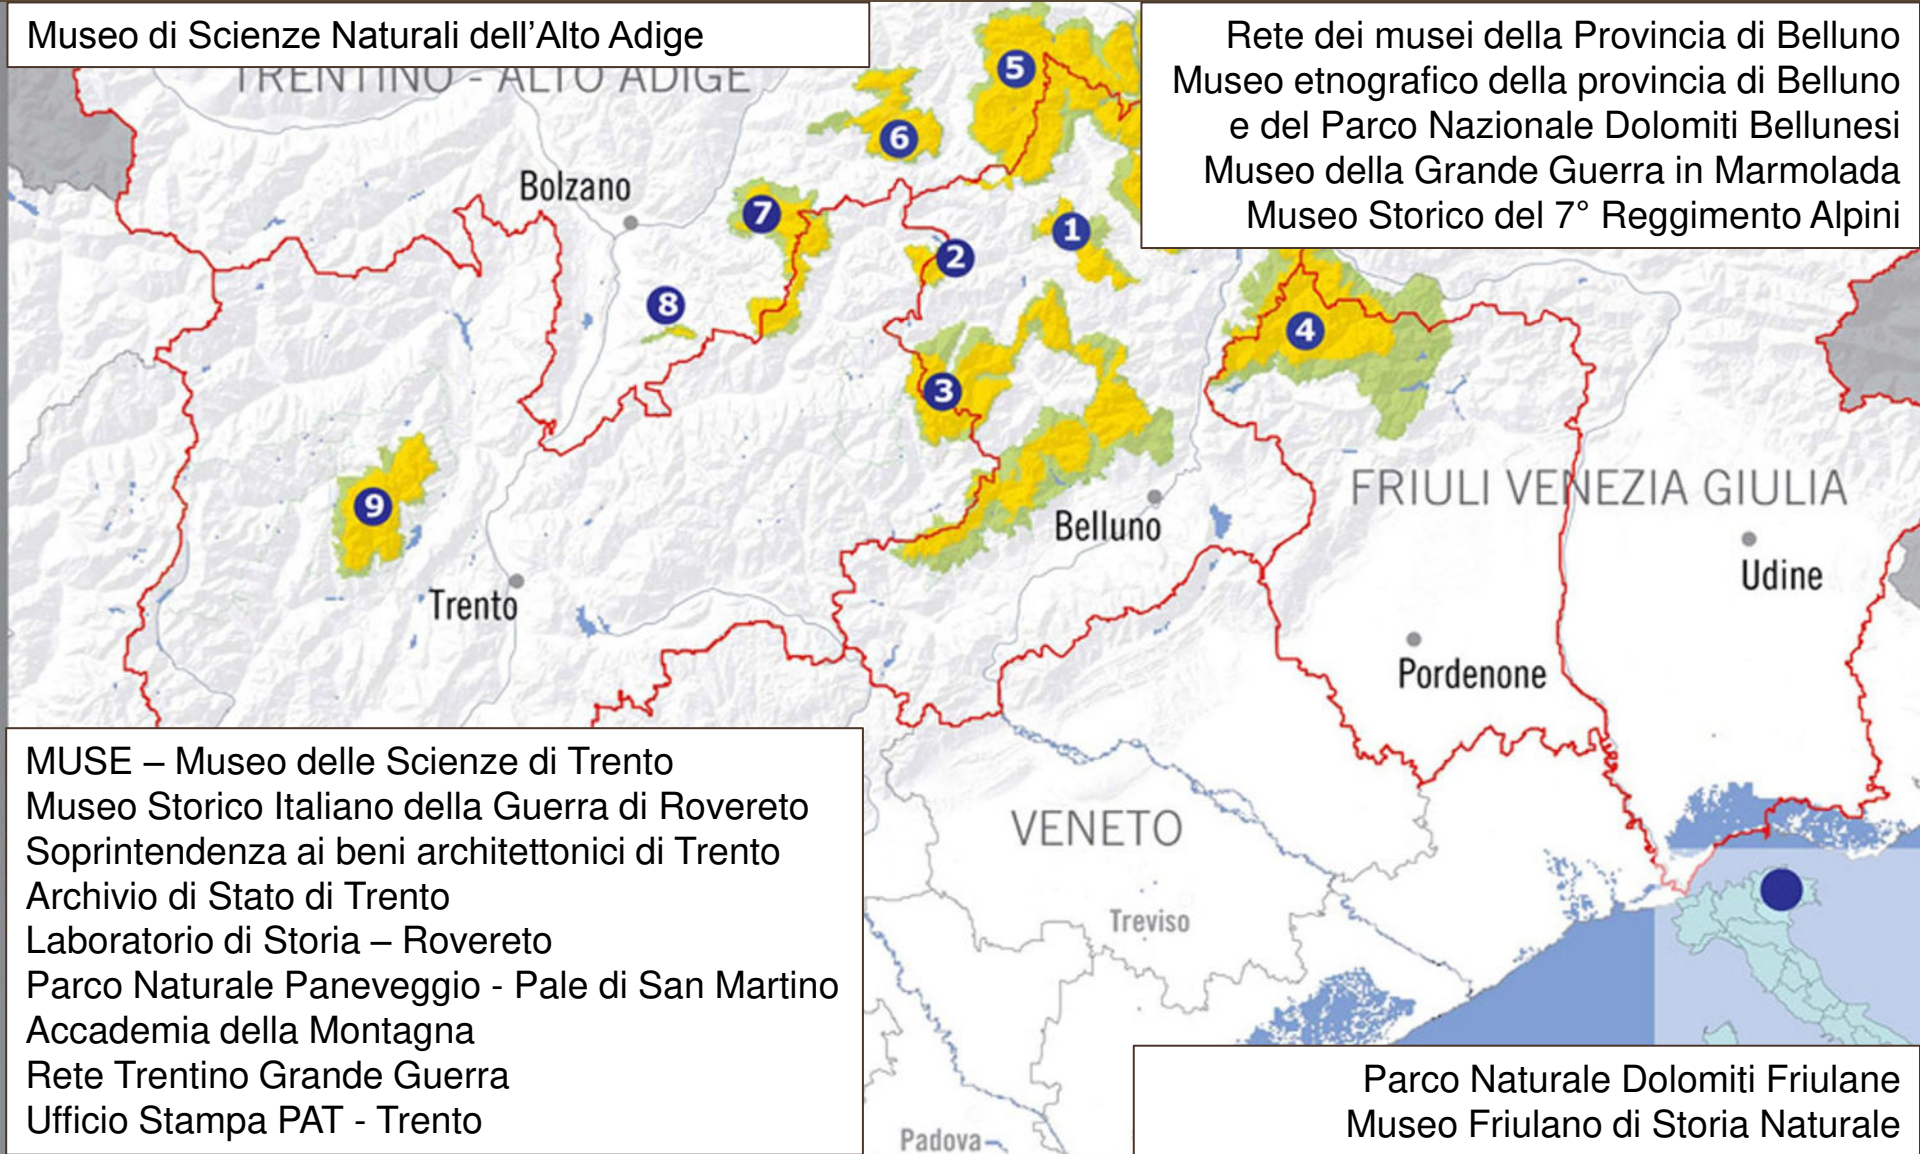 Museo di Scienze Naturali dell’Alto Adige
Rete dei musei della Provincia di Belluno
Museo etnografico della provincia di Belluno
e del Parco Nazionale Dolomiti Bellunesi
Museo della Grande Guerra in Marmolada
Museo Storico del 7° Reggimento Alpini
TRENTINO - ALTO ADIGE
5
6
Bolzano
7
1
2
8
4
3
9
FRIULI VENEZIA GIULIA
Belluno
Udine
Trento
Pordenone
MUSE – Museo delle Scienze di Trento
Museo Storico Italiano della Guerra di Rovereto
Soprintendenza ai beni architettonici di Trento
Archivio di Stato di Trento
Laboratorio di Storia – Rovereto
Parco Naturale Paneveggio - Pale di San Martino
Accademia della Montagna
Rete Trentino Grande Guerra
Ufficio Stampa PAT - Trento
VENETO
Treviso
Padova
Parco Naturale Dolomiti Friulane
Museo Friulano di Storia Naturale